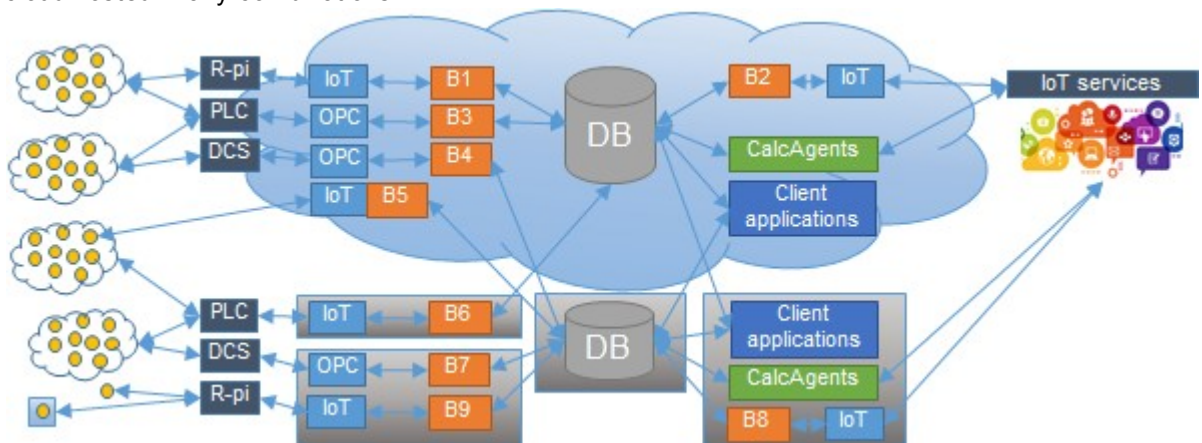 R-pi IoT B1 B2 IoT IoT services
PLC OPC B3 DB
DCS OPC B4 CalcAgents
IoT B5 Client
applications
PLC IoT B6 Client
applications
DCS OPC B7 DB CalcAgents
R-pi IoT B9 B8 IoT